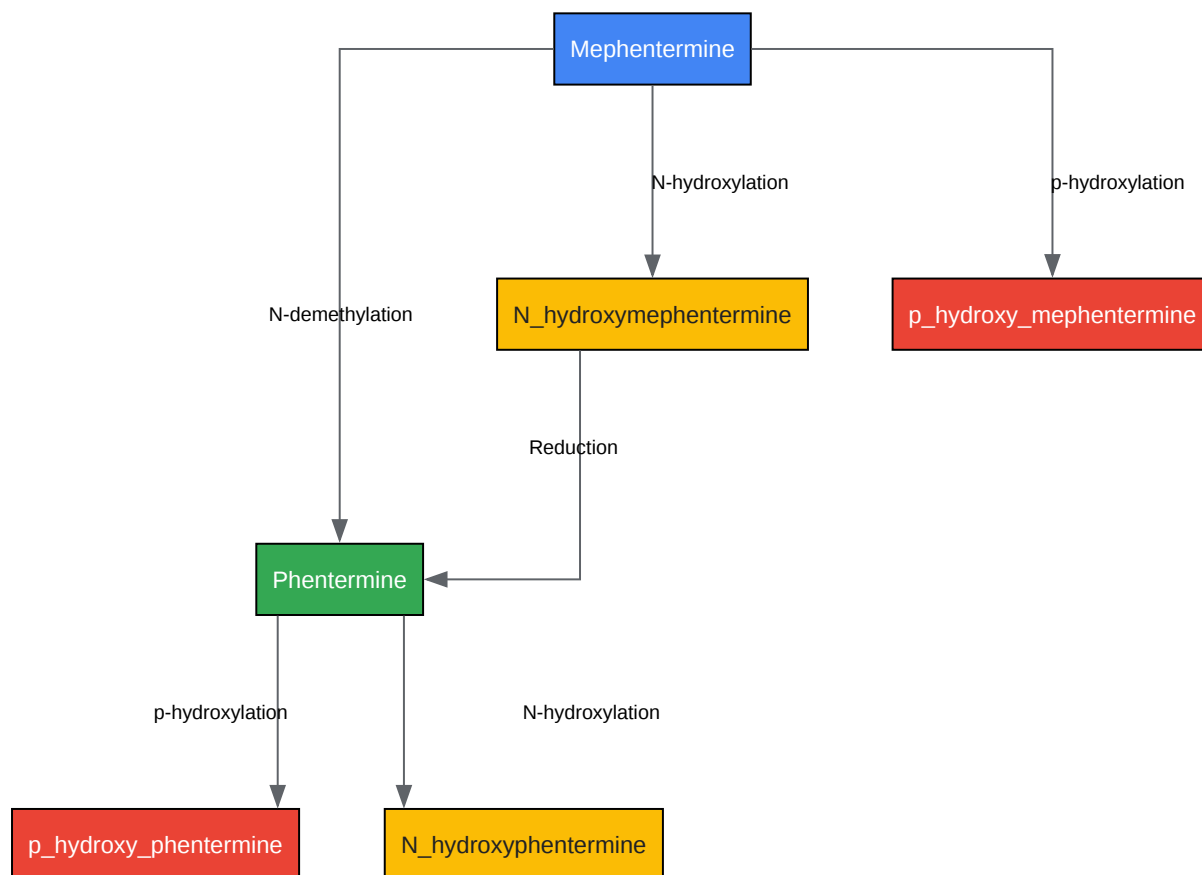 Mephentermine
N-hydroxylation
p-hydroxylation
N-demethylation
N_hydroxymephentermine
p_hydroxy_mephentermine
Reduction
Phentermine
p-hydroxylation
N-hydroxylation
p_hydroxy_phentermine
N_hydroxyphentermine